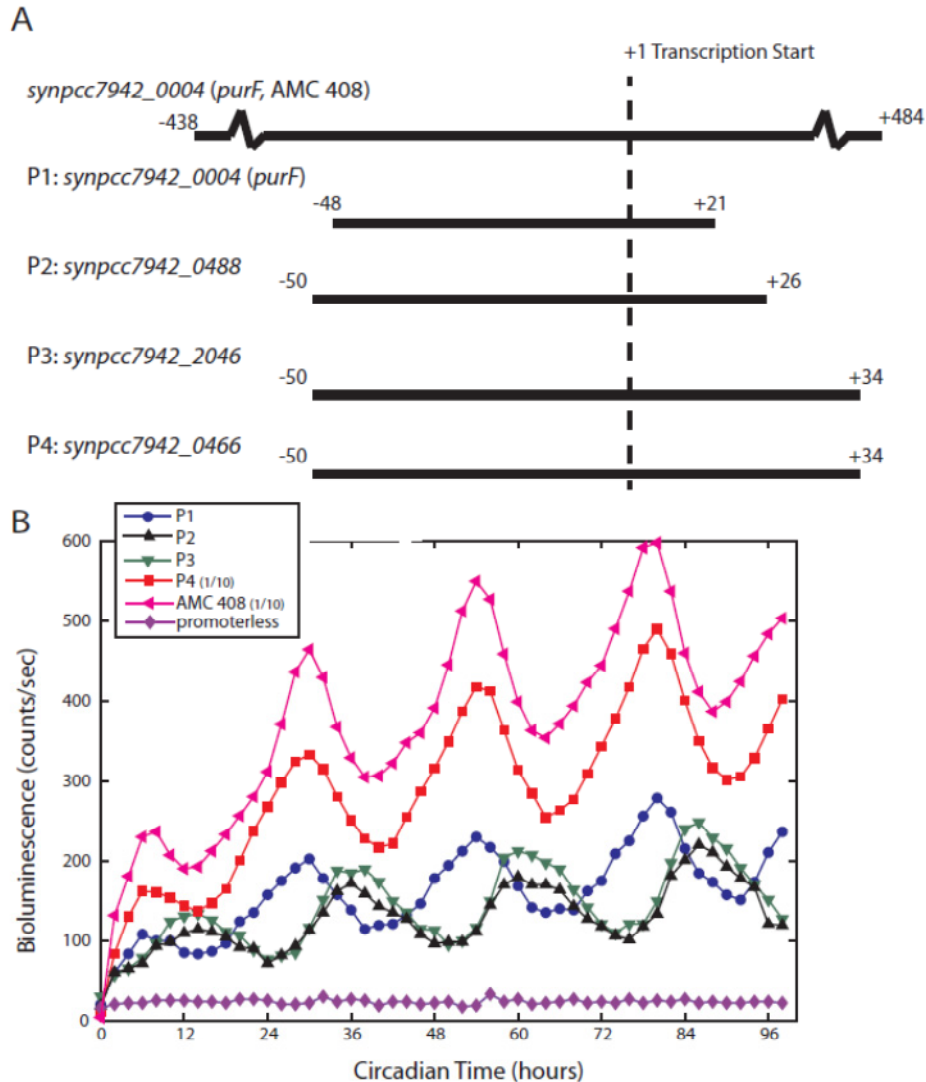 A
+1 Transcription Start
synpcc7942_0004 (purF, AMC 408)
-438
+484
P1: synpcc7942_0004 (purF)
-48
+21
P2: synpcc7942_0488
-50
+26
P3: synpcc7942_2046
-50
+34
P4: synpcc7942_0466
-50
+34
B
P1
P2
P3
P4 (1/10)
AMC 408 (1/10)
promoterless
600
500
400
300
200
100
0
Bioluminescence (counts/sec)
0 12 24 36 48 60 72 84 96
Circadian Time (hours)